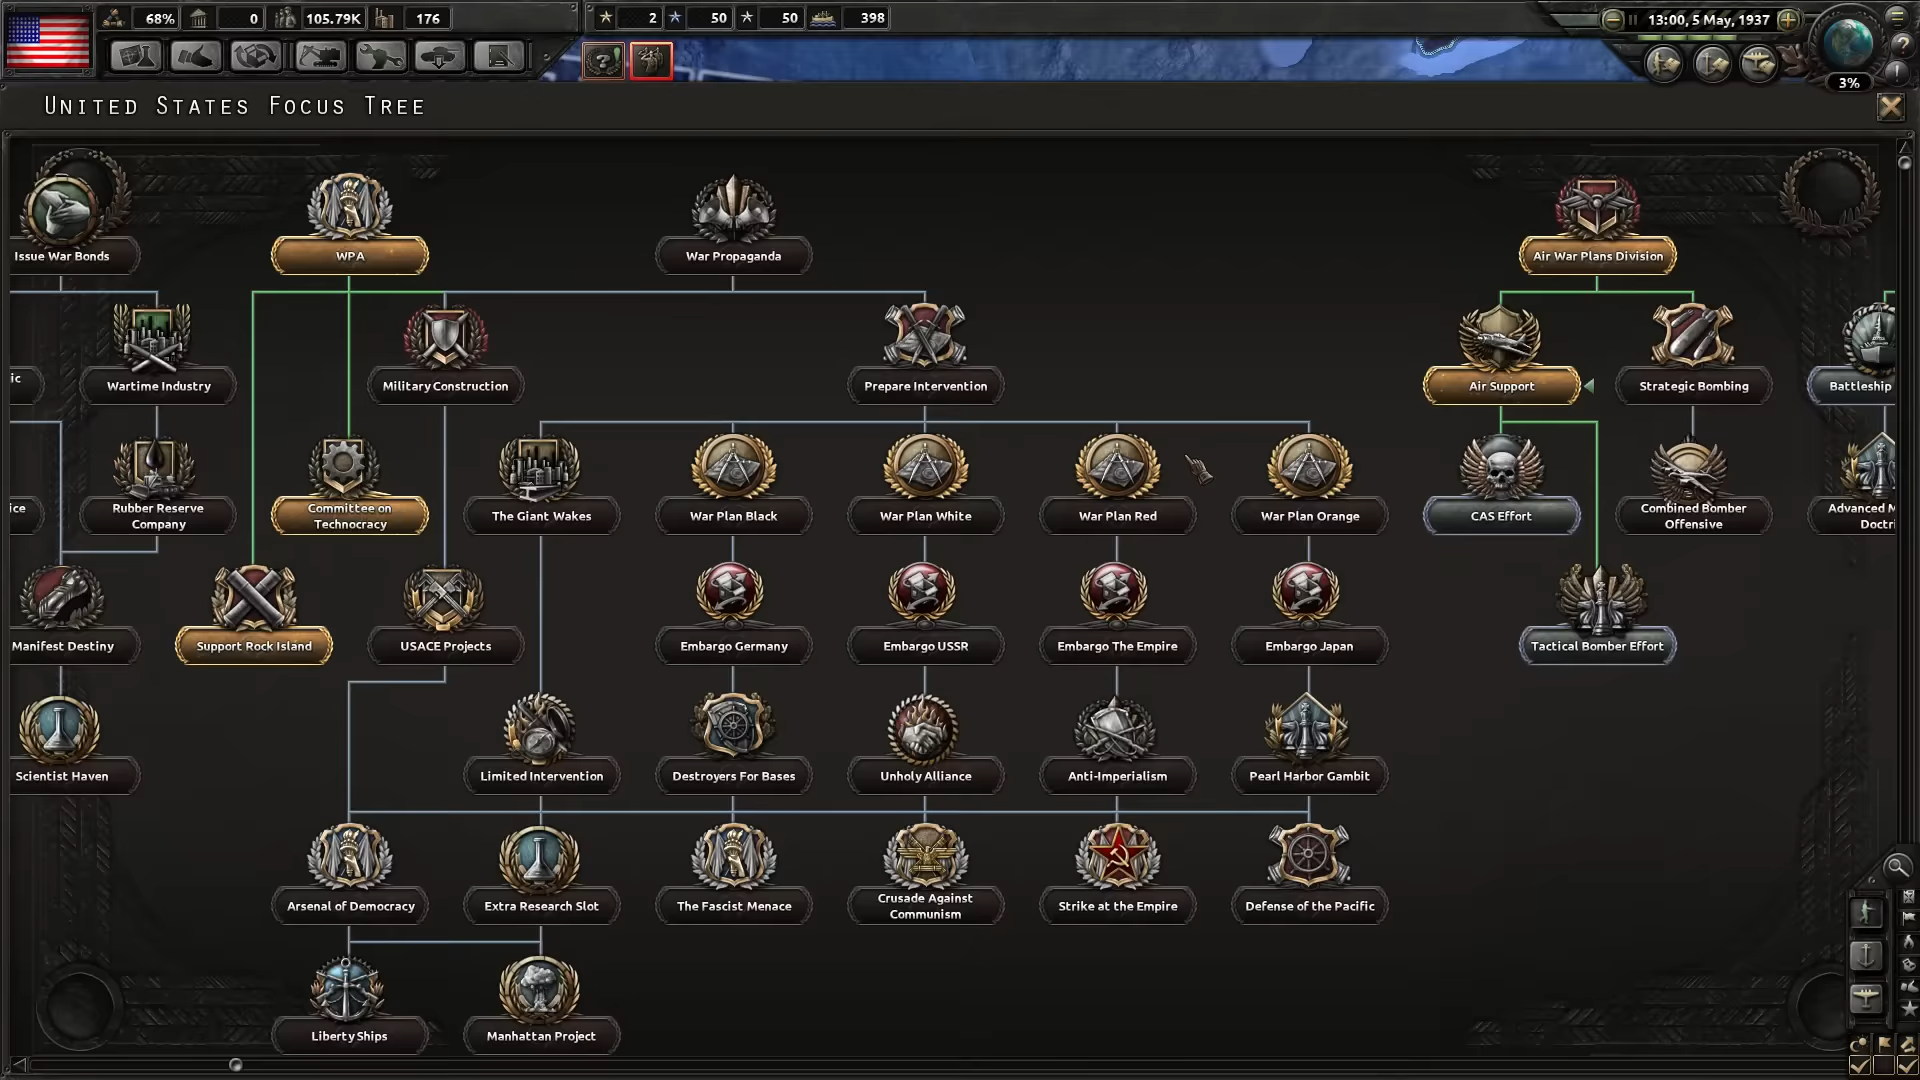 68%
0
105.79K
176
2
50
50
398
13:00, 5 May, 1937
3%
United States Focus Tree
Issue War Bonds
WPA
War Propaganda
Air War Plans Division
ic
Wartime Industry
Military Construction
Prepare Intervention
Air Support
Strategic Bombing
Battleship
ice
Rubber Reserve
Company
Committee on
Technocracy
The Giant Wakes
War Plan Black
War Plan White
War Plan Red
War Plan Orange
CAS Effort
Combined Bomber
Offensive
Advanced M
Doctri
Manifest Destiny
Support Rock Island
USACE Projects
Embargo Germany
Embargo USSR
Embargo The Empire
Embargo Japan
Tactical Bomber Effort
Scientist Haven
Limited Intervention
Destroyers For Bases
Unholy Alliance
Anti-Imperialism
Pearl Harbor Gambit
Arsenal of Democracy
Extra Research Slot
The Fascist Menace
Crusade Against
Communism
Strike at the Empire
Defense of the Pacific
Liberty Ships
Manhattan Project